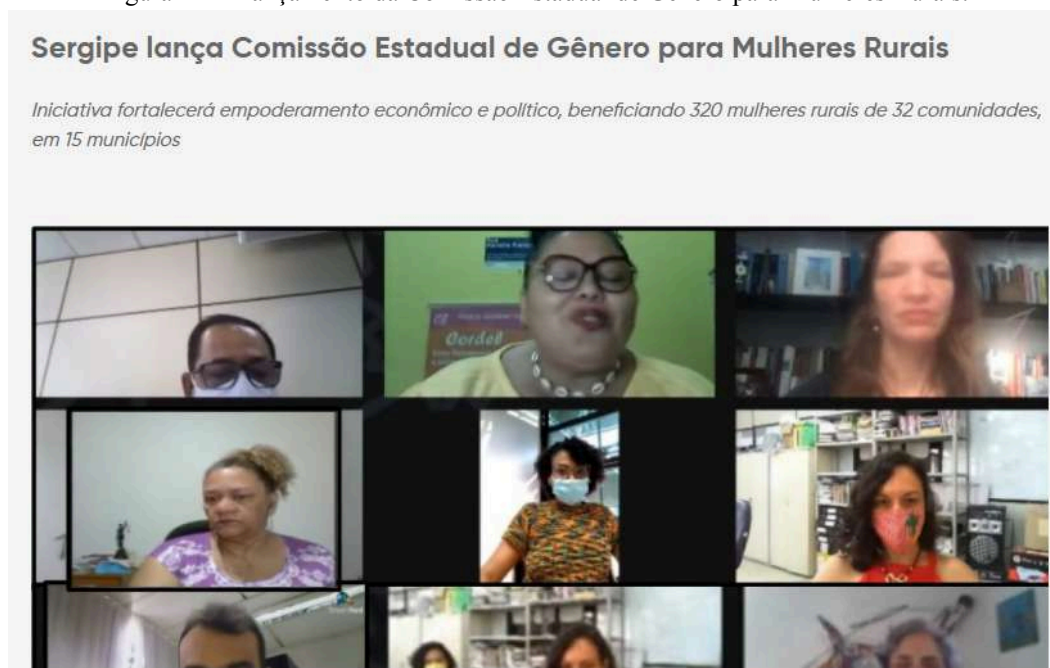 Sergipe lança Comissão Estadual de Gênero para Mulheres Rurais
Iniciativa fortalecerá empoderamento econômico e político, beneficiando 320 mulheres rurais de 32 comunidades,
em 15 municípios
Cordel